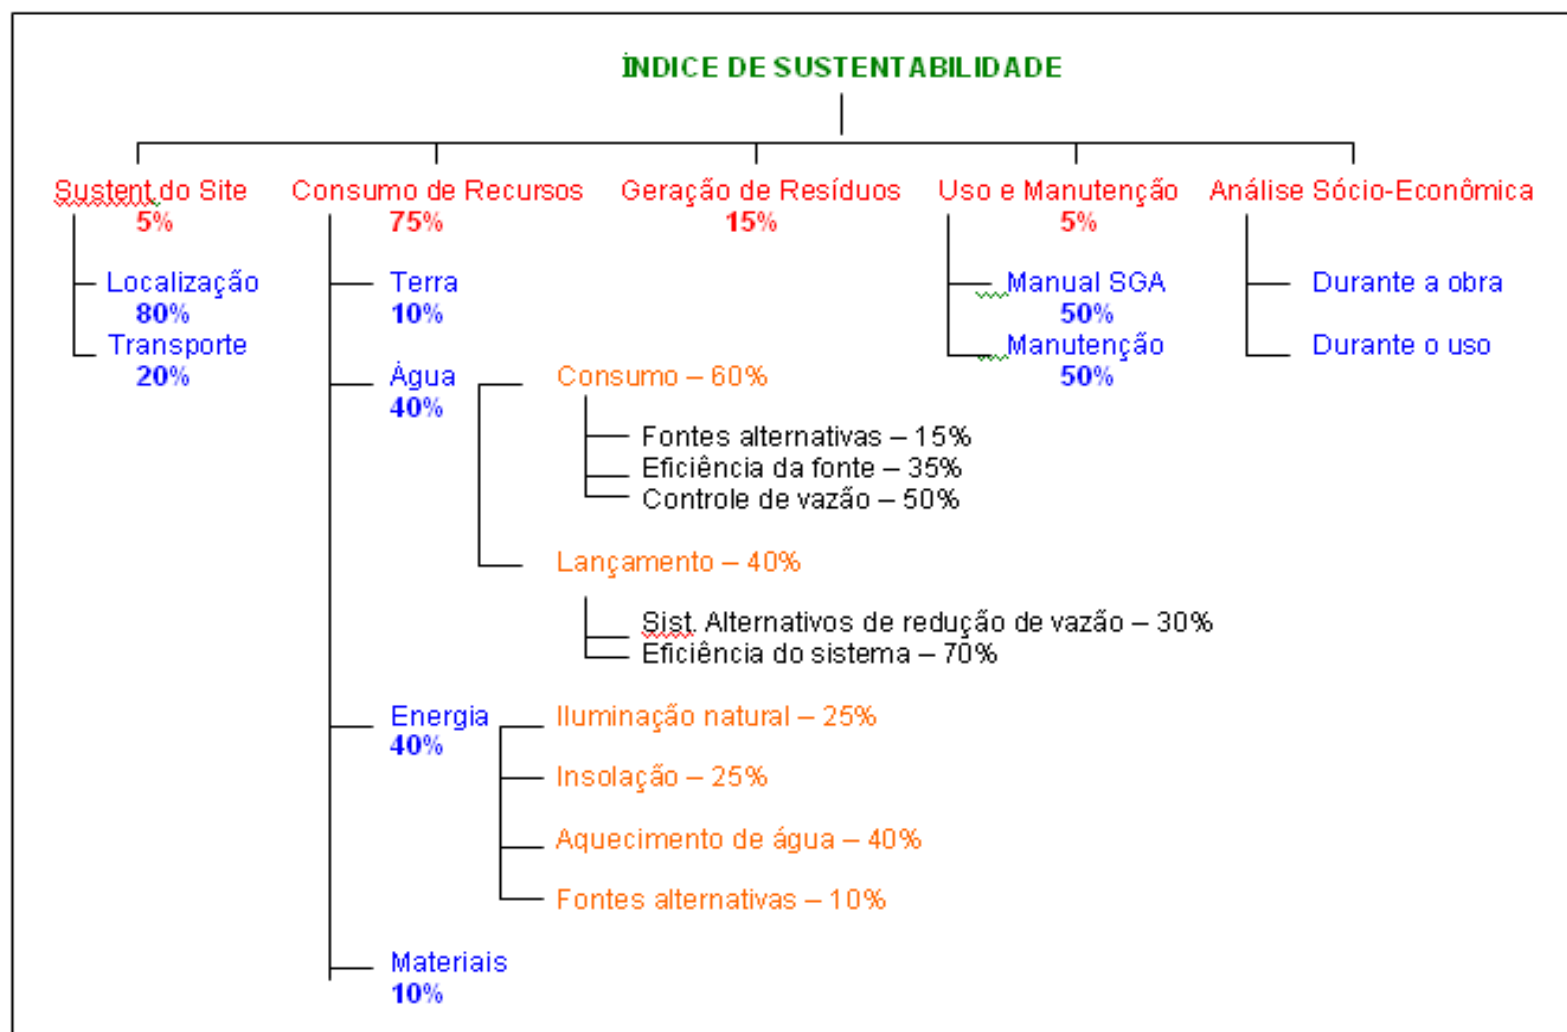 ÍNDICE DE SUSTENTABILIDADE
Sustent.do Site
5%
Consumo de Recursos
75%
Geração de Resíduos
15%
Uso e Manutenção
5%
Análise Sócio-Econômica
Localização
80%
Transporte
20%
Terra
10%
Água
40%
Consumo – 60%
Fontes alternativas – 15%
Eficiência da fonte – 35%
Controle de vazão – 50%
Lançamento – 40%
Sist. Alternativos de redução de vazão – 30%
Eficiência do sistema – 70%
Energia
40%
Iluminação natural – 25%
Insolação – 25%
Aquecimento de água – 40%
Fontes alternativas – 10%
Materiais
10%
Manual SGA
50%
Manutenção
50%
Durante a obra
Durante o uso